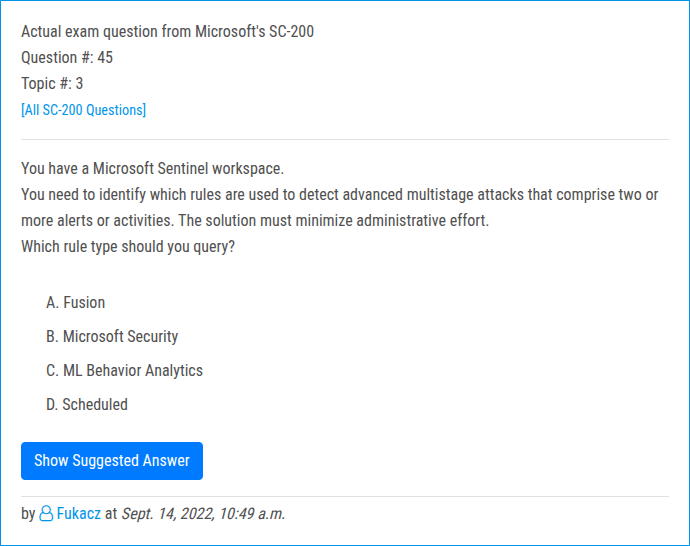 Actual exam question from Microsoft's SC-200
Question #: 45
Topic #: 3
[All SC-200 Questions]
You have a Microsoft Sentinel workspace.
You need to identify which rules are used to detect advanced multistage attacks that comprise two or
more alerts or activities. The solution must minimize administrative effort.
Which rule type should you query?
A. Fusion
B. Microsoft Security
C. ML Behavior Analytics
D. Scheduled
Show Suggested Answer
by Fukacz at Sept. 14, 2022, 10:49 a.m.